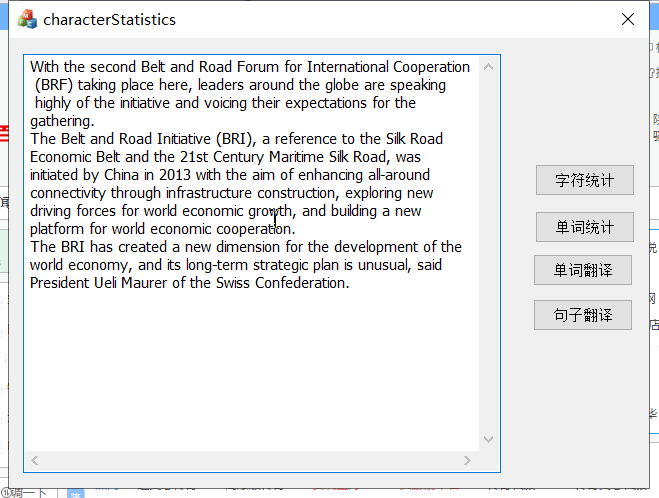 characterStatistics
With the second Belt and Road Forum for International Cooperation
(BRF) taking place here, leaders around the globe are speaking
highly of the initiative and voicing their expectations for the
gathering.
The Belt and Road Initiative (BRI), a reference to the Silk Road
Economic Belt and the 21st Century Maritime Silk Road, was
initiated by China in 2013 with the aim of enhancing all-around
connectivity through infrastructure construction, exploring new
driving forces for world economic growth, and building a new
platform for world economic cooperation.
The BRI has created a new dimension for the development of the
world economy, and its long-term strategic plan is unusual, said
President Ueli Maurer of the Swiss Confederation.
字符统计
单词统计
单词翻译
句子翻译
调一下